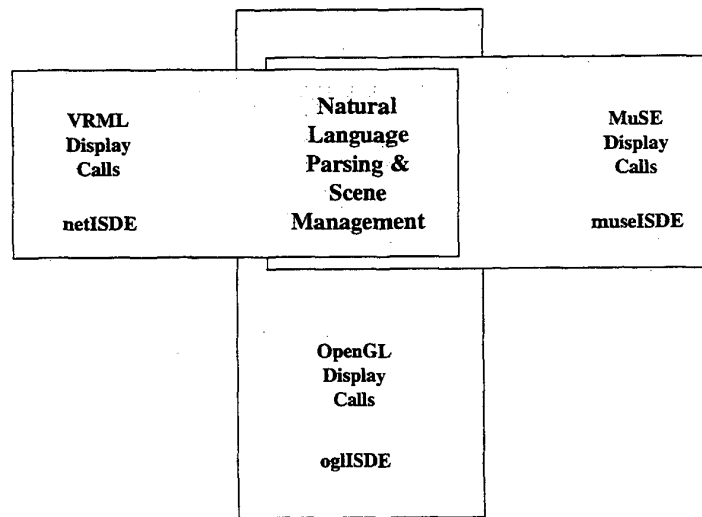 VRML
Display
Calls
netISDE
Natural
Language
Parsing &
Scene
Management
MuSE
Display
Calls
museISDE
OpenGL
Display
Calls
oglISDE